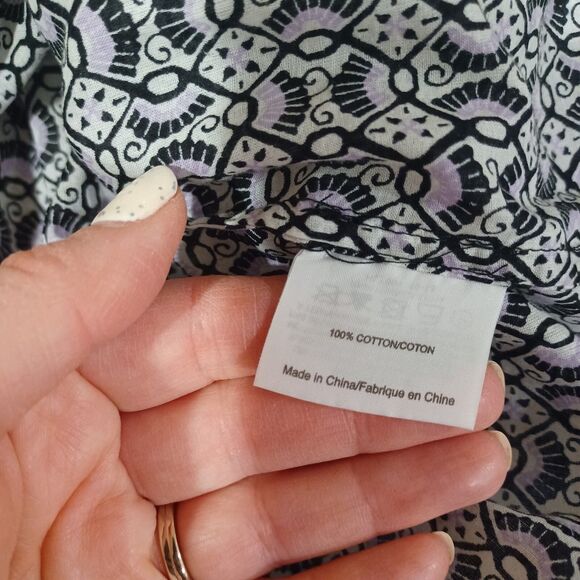 100% COTTON/COTON
Made in China/Fabrique en Chine